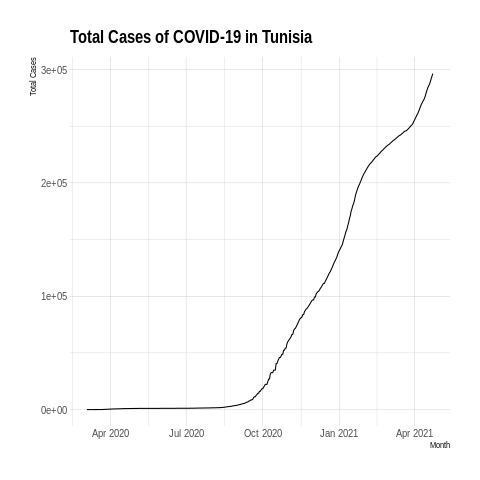 Total Cases of COVID-19 in Tunisia
Total Cases
3e+05
2e+05
1e+05
0e+00
Apr 2020 Jul 2020 Oct 2020 Jan 2021 Apr 2021
Month